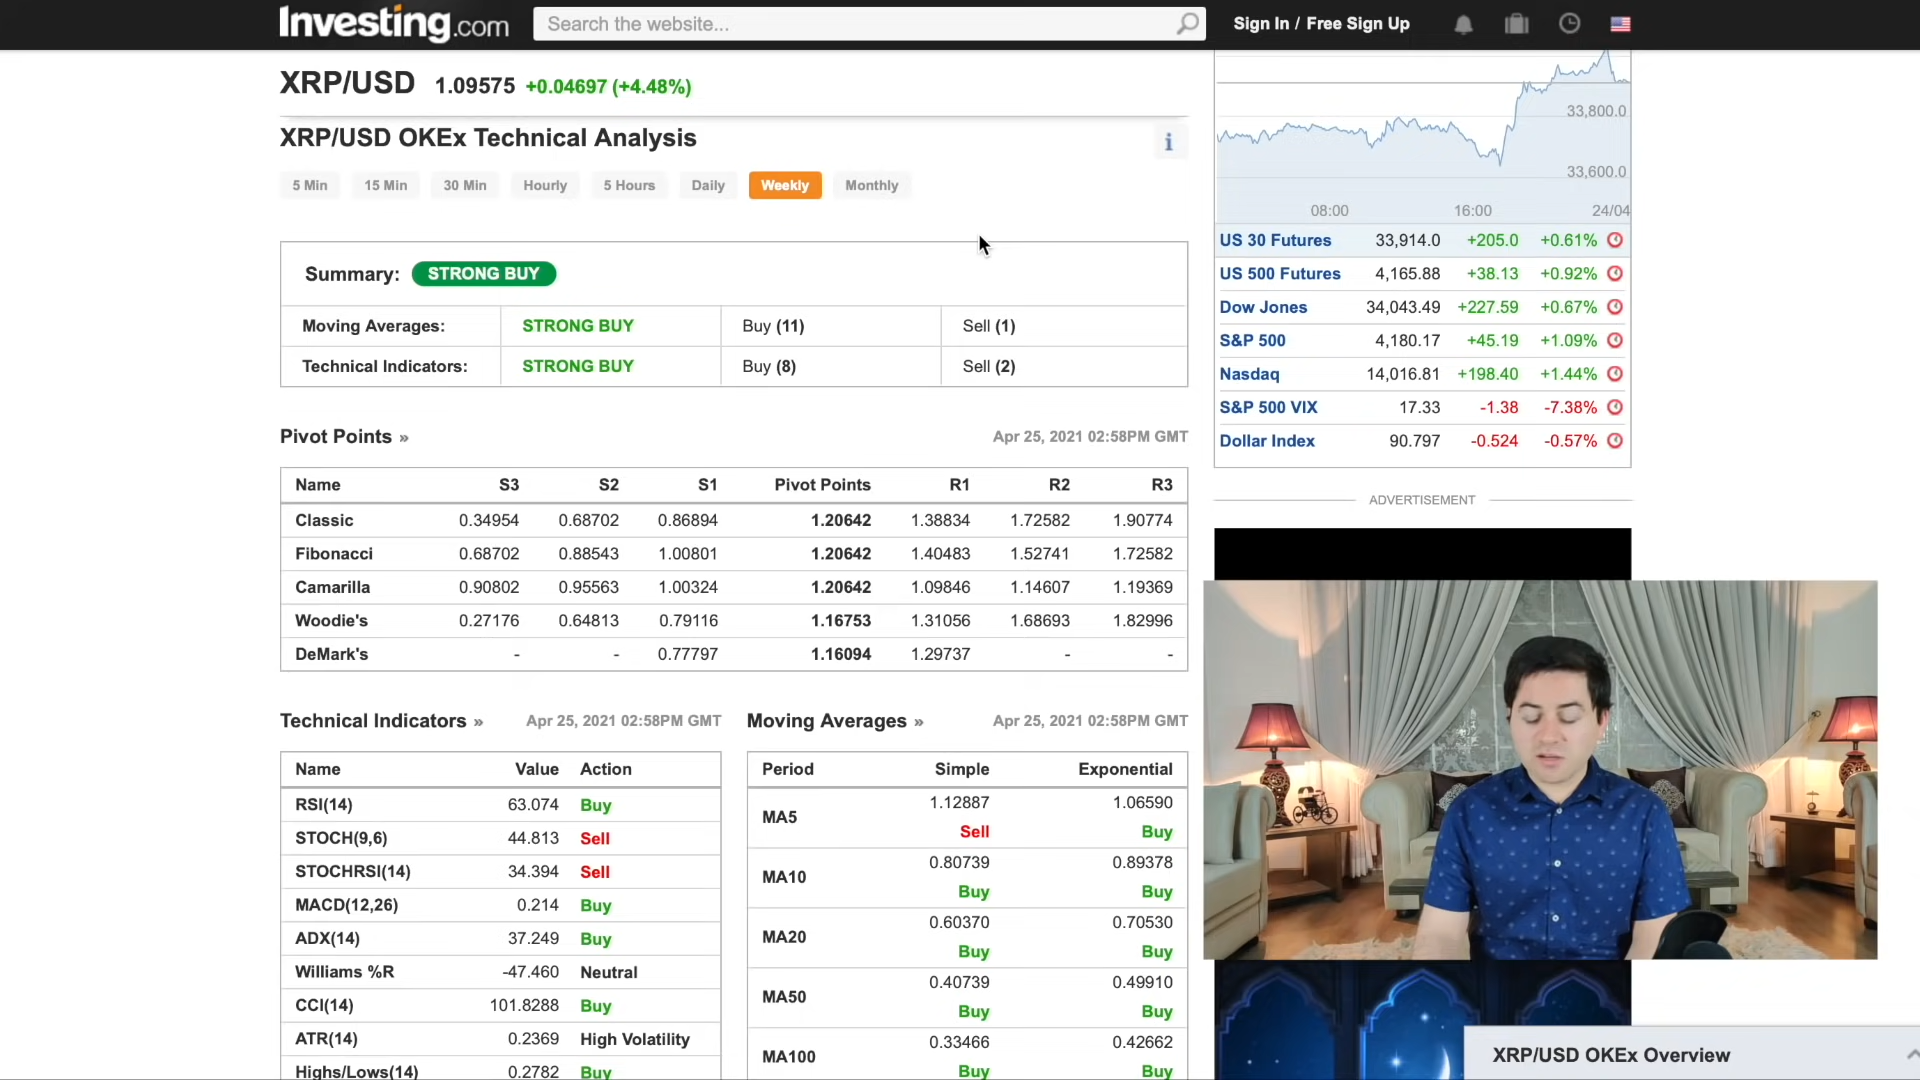 Investing.com
Search the website...
Sign In / Free Sign Up
XRP/USD 1.09575 +0.04697 (+4.48%)
XRP/USD OKEx Technical Analysis
i
5 Min 15 Min 30 Min Hourly 5 Hours Daily Weekly Monthly
Summary: STRONG BUY
Moving Averages: STRONG BUY Buy (11) Sell (1)
Technical Indicators: STRONG BUY Buy (8) Sell (2)
Pivot Points » Apr 25, 2021 02:58PM GMT
Name S3 S2 S1 Pivot Points R1 R2 R3
Classic 0.34954 0.68702 0.86894 1.20642 1.38834 1.72582 1.90774
Fibonacci 0.68702 0.88543 1.00801 1.20642 1.40483 1.52741 1.72582
Camarilla 0.90802 0.95563 1.00324 1.20642 1.09846 1.14607 1.19369
Woodie's 0.27176 0.64813 0.79116 1.16753 1.31056 1.68693 1.82996
DeMark's - - 0.77797 1.16094 1.29737 - -
Technical Indicators » Apr 25, 2021 02:58PM GMT
Name Value Action
RSI(14) 63.074 Buy
STOCH(9,6) 44.813 Sell
STOCHRSI(14) 34.394 Sell
MACD(12,26) 0.214 Buy
ADX(14) 37.249 Buy
Williams %R -47.460 Neutral
CCI(14) 101.8288 Buy
ATR(14) 0.2369 High Volatility
Highs/Lows(14) 0.2782 Buy
Moving Averages » Apr 25, 2021 02:58PM GMT
Period Simple Exponential
MA5 1.12887 1.06590
Sell Buy
MA10 0.80739 0.89378
Buy Buy
MA20 0.60370 0.70530
Buy Buy
MA50 0.40739 0.49910
Buy Buy
MA100 0.33466 0.42662
Buy Buy
33,800.0
33,600.0
08:00 16:00 24/04
US 30 Futures 33,914.0 +205.0 +0.61%
US 500 Futures 4,165.88 +38.13 +0.92%
Dow Jones 34,043.49 +227.59 +0.67%
S&P 500 4,180.17 +45.19 +1.09%
Nasdaq 14,016.81 +198.40 +1.44%
S&P 500 VIX 17.33 -1.38 -7.38%
Dollar Index 90.797 -0.524 -0.57%
ADVERTISEMENT
XRP/USD OKEx Overview